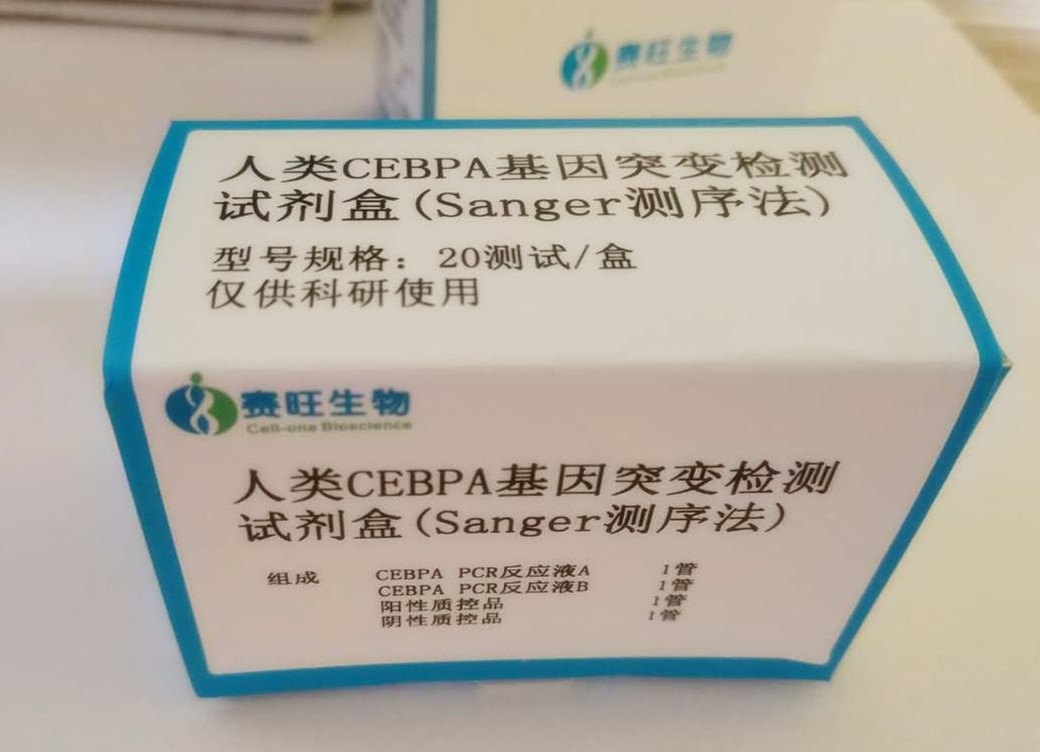 赛旺生物
人类CEBPA基因突变检测
试剂盒(Sanger测序法)
型号规格：20测试/盒
仅供科研使用
赛旺生物
Cell-one Bioscience
人类CEBPA基因突变检测
试剂盒(Sanger测序法)
组成 CEBPA PCR反应液A 1管
CEBPA PCR反应液B 1管
阳性质控品 1管
阴性质控品 1管